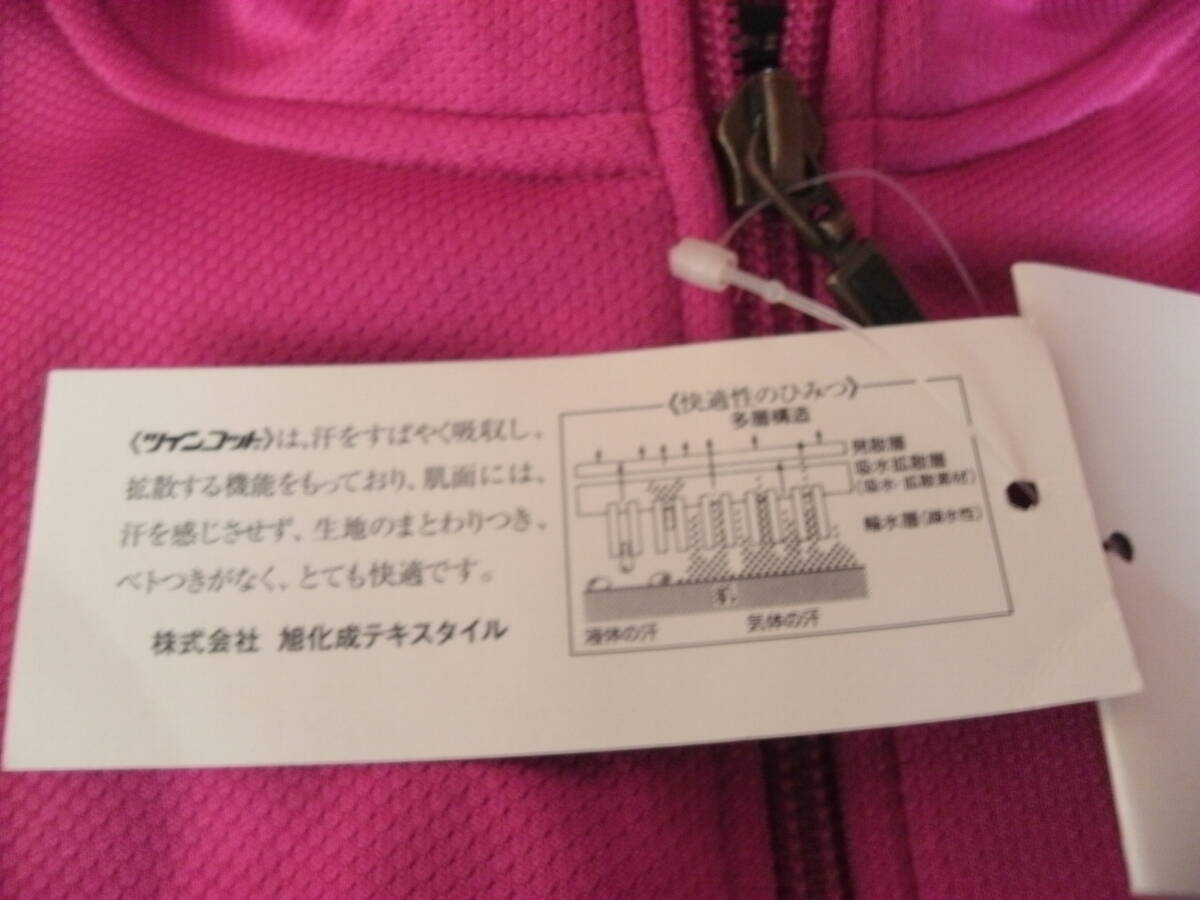 《ツインコット》は、汗をすばやく吸収し、
拡散する機能をもっており、肌面には、
汗を感じさせず、生地のまとわりつき、
ベトつきがなく、とても快適です。
株式会社 旭化成テキスタイル
《快適性のひみつ》
多層構造
発散層
吸水拡散層
(吸水・拡散素材)
輸水層(疎水性)
液体の汗
気体の汗